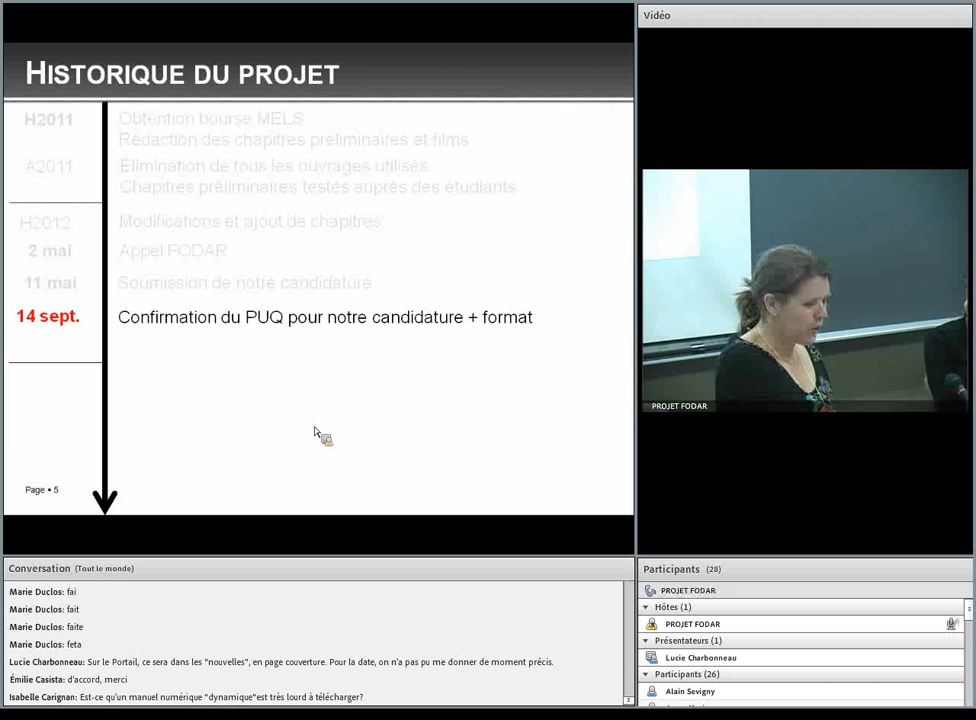 HISTORIQUE DU PROJET
H2011 Obtention bourse MELS
Rédaction des chapitres préliminaires et films
A2011 Élimination de tous les ouvrages utilisés
Chapitres préliminaires testés auprès des étudiants
H2012 Modifications et ajout de chapitres
2 mai Appel FODAR
11 mai Soumission de notre candidature
14 sept. Confirmation du PUQ pour notre candidature + format
Page • 5
Vidéo
PROJET FODAR
Conversation (Tout le monde)
Marie Duclos: fai
Marie Duclos: fait
Marie Duclos: faite
Marie Duclos: feta
Lucie Charbonneau: Sur le Portail, ce sera dans les "nouvelles", en page couverture. Pour la date, on n'a pas pu me donner de moment précis.
Émilie Casista: d'accord, merci
Isabelle Carignan: Est-ce qu'un manuel numérique "dynamique"est très lourd à télécharger?
Participants (28)
PROJET FODAR
Hôtes (1)
PROJET FODAR
Présentateurs (1)
Lucie Charbonneau
Participants (26)
Alain Sevigny